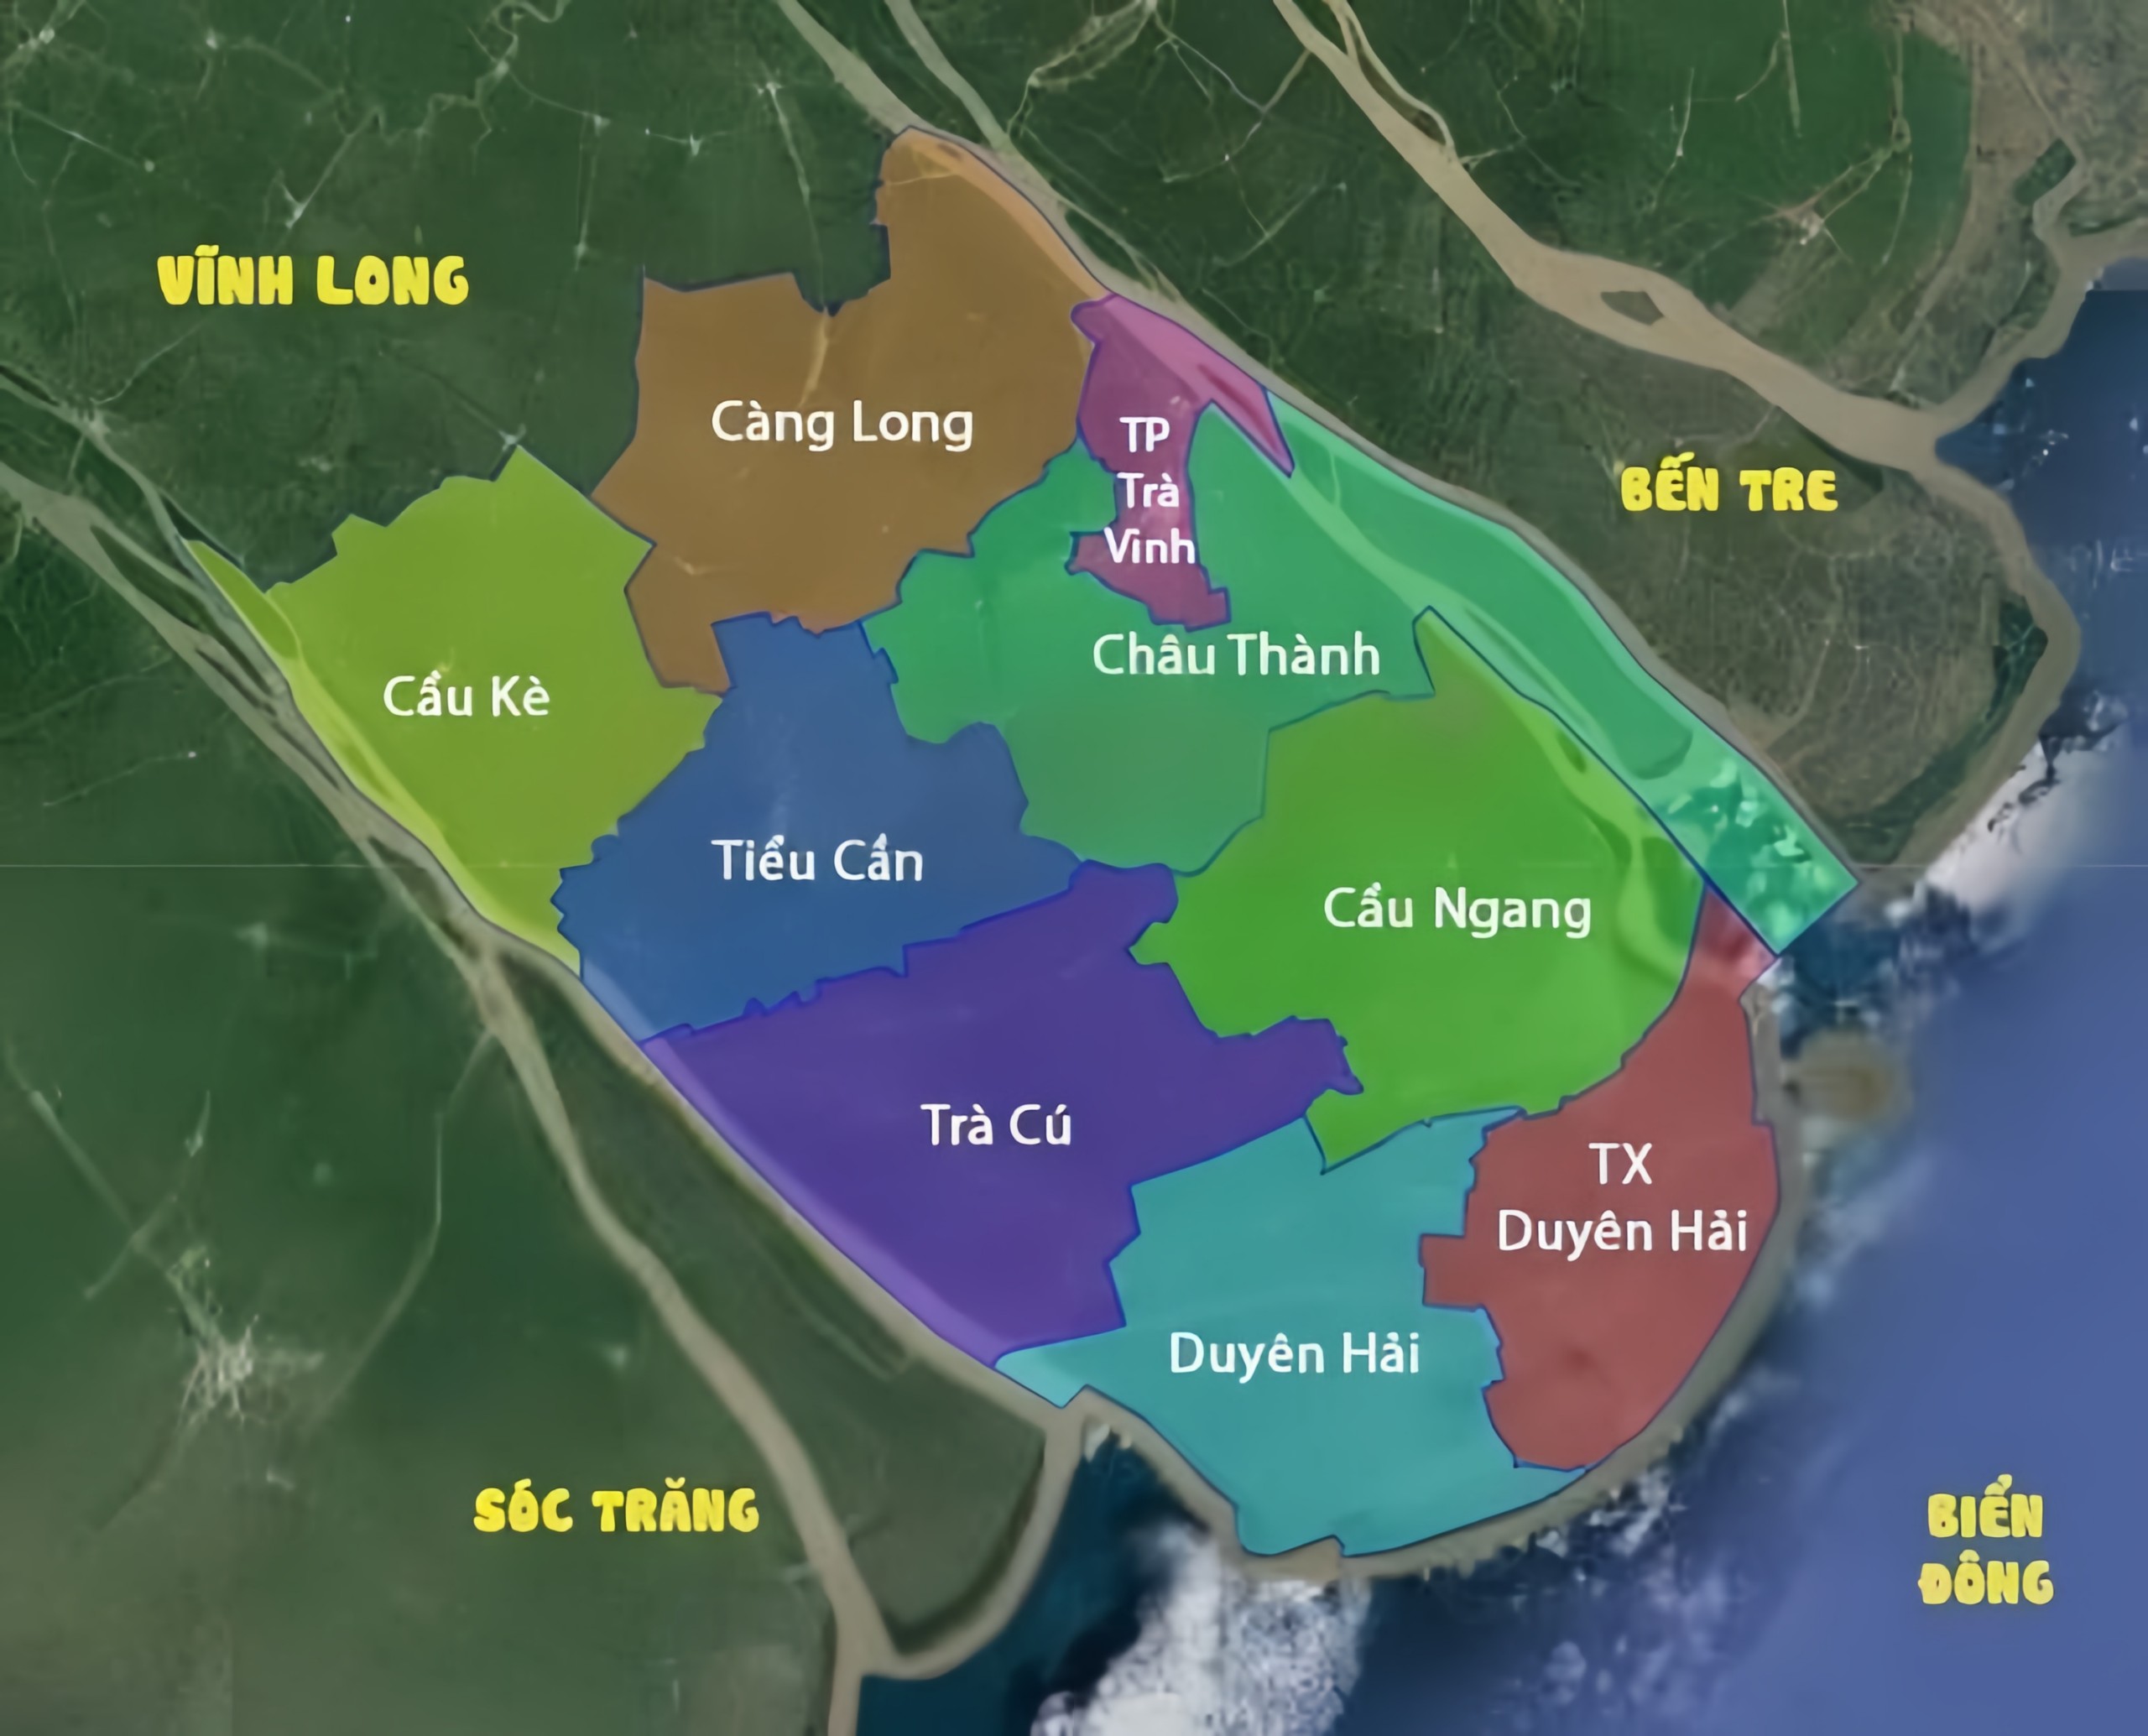 VĨNH LONG
Càng Long
TP
Trà
Vinh
BẾN TRE
Châu Thành
Cầu Kè
Tiểu Cần
Cầu Ngang
Trà Cú
TX
Duyên Hải
Duyên Hải
SÓC TRĂNG
BIỂN
ĐÔNG